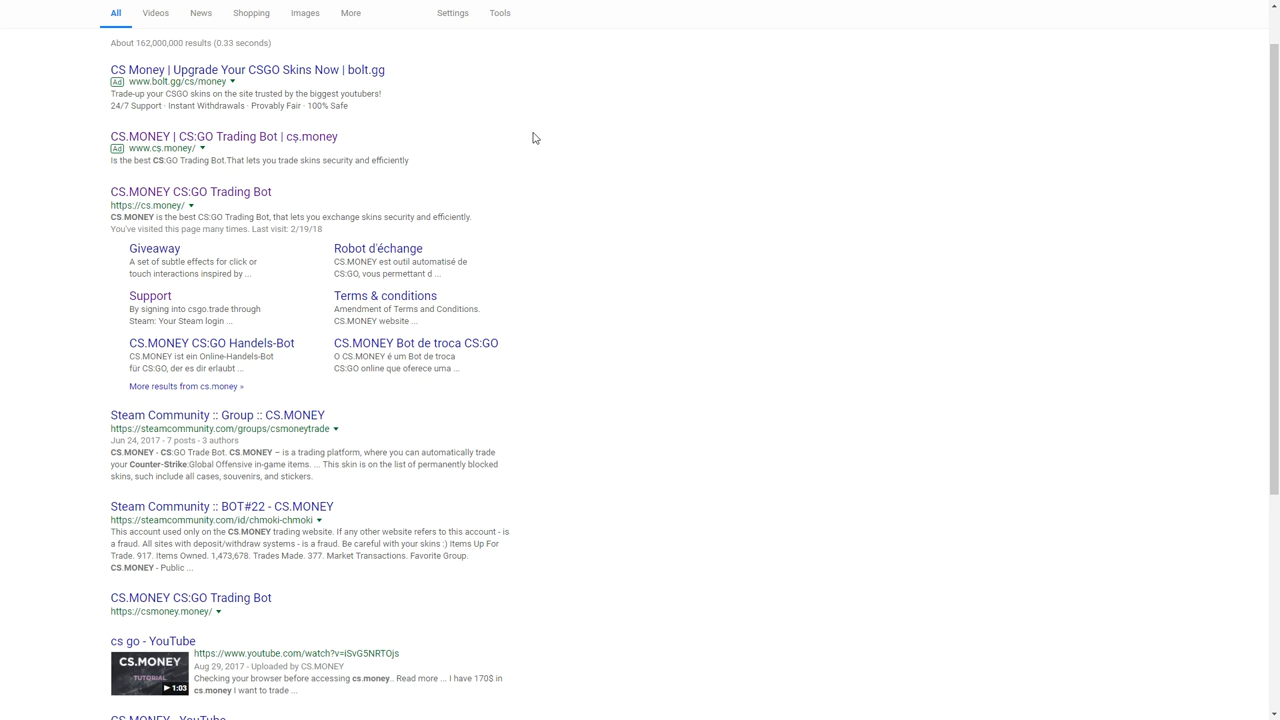 All Videos News Shopping Images More Settings Tools
About 162,000,000 results (0.33 seconds)
CS Money | Upgrade Your CSGO Skins Now | bolt.gg
Ad www.bolt.gg/cs/money
Trade-up your CSGO skins on the site trusted by the biggest youtubers!
24/7 Support · Instant Withdrawals · Provably Fair · 100% Safe
CS.MONEY | CS:GO Trading Bot | cṣ.money
Ad www.cṣ.money/
Is the best CS:GO Trading Bot.That lets you trade skins security and efficiently
CS.MONEY CS:GO Trading Bot
https://cs.money/
CS.MONEY is the best CS:GO Trading Bot, that lets you exchange skins security and efficiently.
You've visited this page many times. Last visit: 2/19/18
Giveaway
A set of subtle effects for click or
touch interactions inspired by ...
Robot d'échange
CS.MONEY est outil automatisé de
CS:GO, vous permettant d ...
Support
By signing into csgo.trade through
Steam: Your Steam login ...
Terms & conditions
Amendment of Terms and Conditions.
CS.MONEY website ...
CS.MONEY CS:GO Handels-Bot
CS.MONEY ist ein Online-Handels-Bot
für CS:GO, der es dir erlaubt ...
CS.MONEY Bot de troca CS:GO
O CS.MONEY é um Bot de troca
CS:GO online que oferece uma ...
More results from cs.money »
Steam Community :: Group :: CS.MONEY
https://steamcommunity.com/groups/csmoneytrade
Jun 24, 2017 - 7 posts - 3 authors
CS.MONEY - CS:GO Trade Bot. CS.MONEY – is a trading platform, where you can automatically trade
your Counter-Strike:Global Offensive in-game items. ... This skin is on the list of permanently blocked
skins, such include all cases, souvenirs, and stickers.
Steam Community :: BOT#22 - CS.MONEY
https://steamcommunity.com/id/chmoki-chmoki
This account used only on the CS.MONEY trading website. If any other website refers to this account - is
a fraud. All sites with deposit/withdraw systems - is a fraud. Be careful with your skins :) Items Up For
Trade. 917. Items Owned. 1,473,678. Trades Made. 377. Market Transactions. Favorite Group.
CS.MONEY - Public ...
CS.MONEY CS:GO Trading Bot
https://csmoney.money/
cs go - YouTube
CS.MONEY
TUTORIAL
1:03
https://www.youtube.com/watch?v=iSvG5NRTOjs
Aug 29, 2017 - Uploaded by CS.MONEY
Checking your browser before accessing cs.money.. Read more ... I have 170$ in
cs.money I want to trade ...
CS.MONEY - YouTube